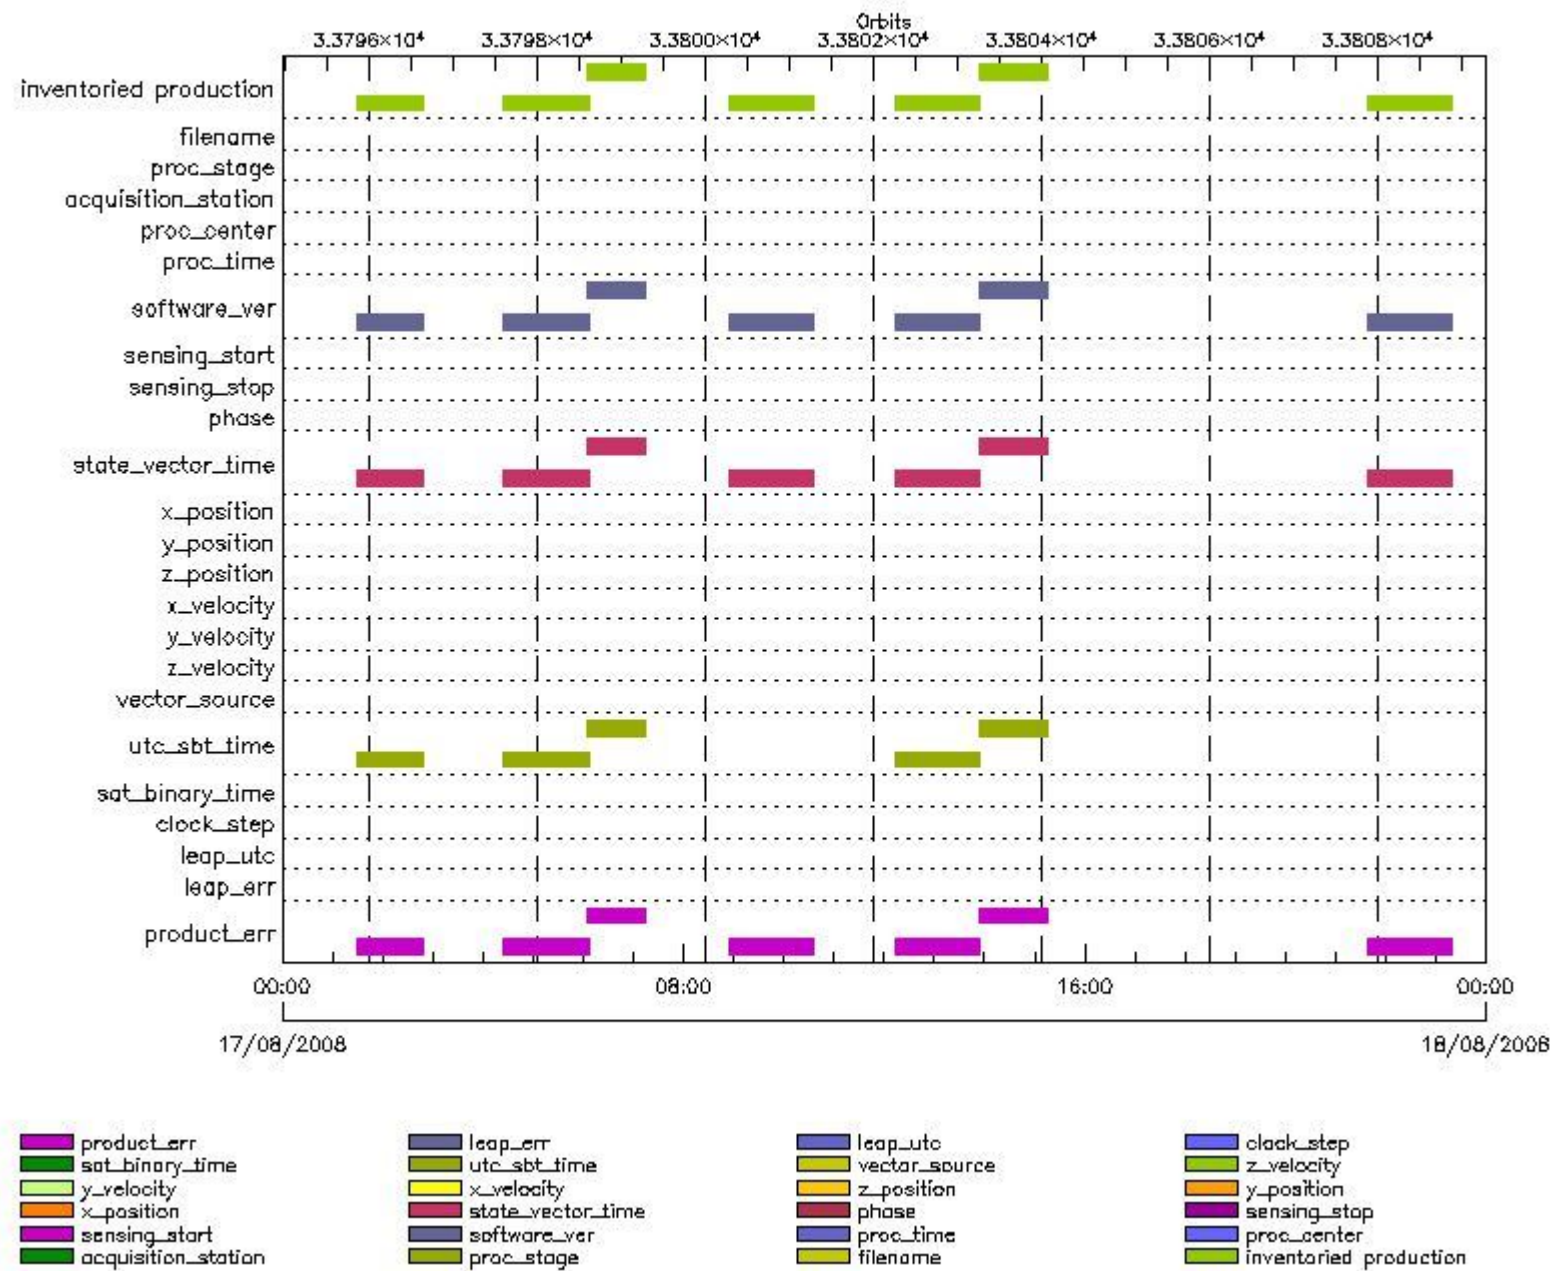 Orbits
3.3796×10⁴ 3.3798×10⁴ 3.3800×10⁴ 3.3802×10⁴ 3.3804×10⁴ 3.3806×10⁴ 3.3808×10⁴
inventoried production
filename
proc_stage
acquisition_station
proc_center
proc_time
software_ver
sensing_start
sensing_stop
phase
state_vector_time
x_position
y_position
z_position
x_velocity
y_velocity
z_velocity
vector_source
utc_sbt_time
sat_binary_time
clock_step
leap_utc
leap_err
product_err
00:00 08:00 16:00 00:00
17/08/2008 18/08/2008
product_err leap_err leap_utc clock_step
sat_binary_time utc_sbt_time vector_source z_velocity
y_velocity x_velocity z_position y_position
x_position state_vector_time phase sensing_stop
sensing_start software_ver proc_time proc_center
acquisition_station proc_stage filename inventoried production